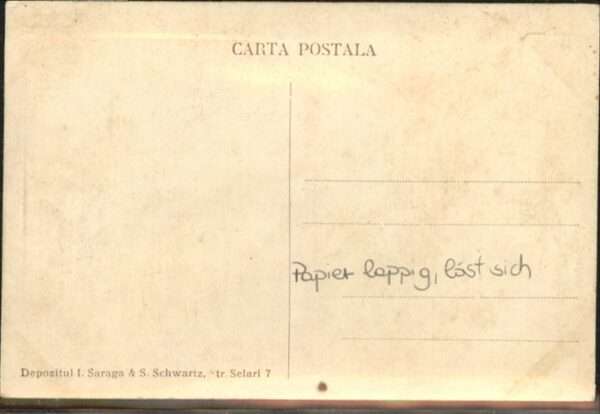 CARTA POSTALA
Papier lappig, löst sich
Depozitul I. Saraga & S. Schwartz, str. Selari 7